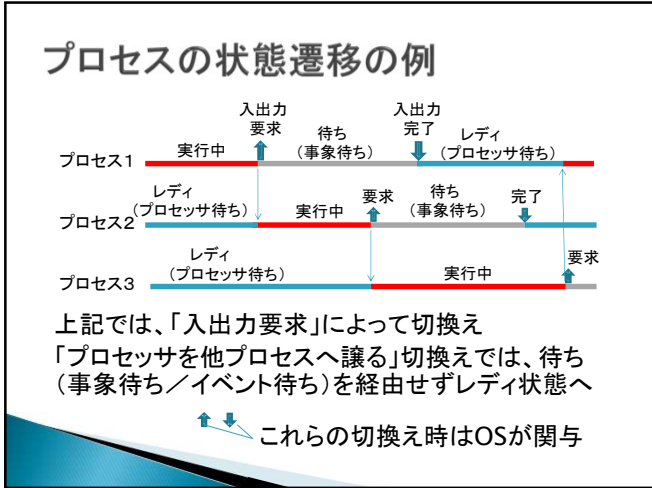 プロセスの状態遷移の例
入出力
要求
入出力
完了
待ち
(事象待ち)
レディ
(プロセッサ待ち)
実行中
プロセス1
レディ
(プロセッサ待ち)
実行中
要求
待ち
(事象待ち)
完了
プロセス2
レディ
(プロセッサ待ち)
実行中
要求
プロセス3
上記では、「入出力要求」によって切換え
「プロセッサを他プロセスへ譲る」切換えでは、待ち
(事象待ち／イベント待ち)を経由せずレディ状態へ
これらの切換え時はOSが関与